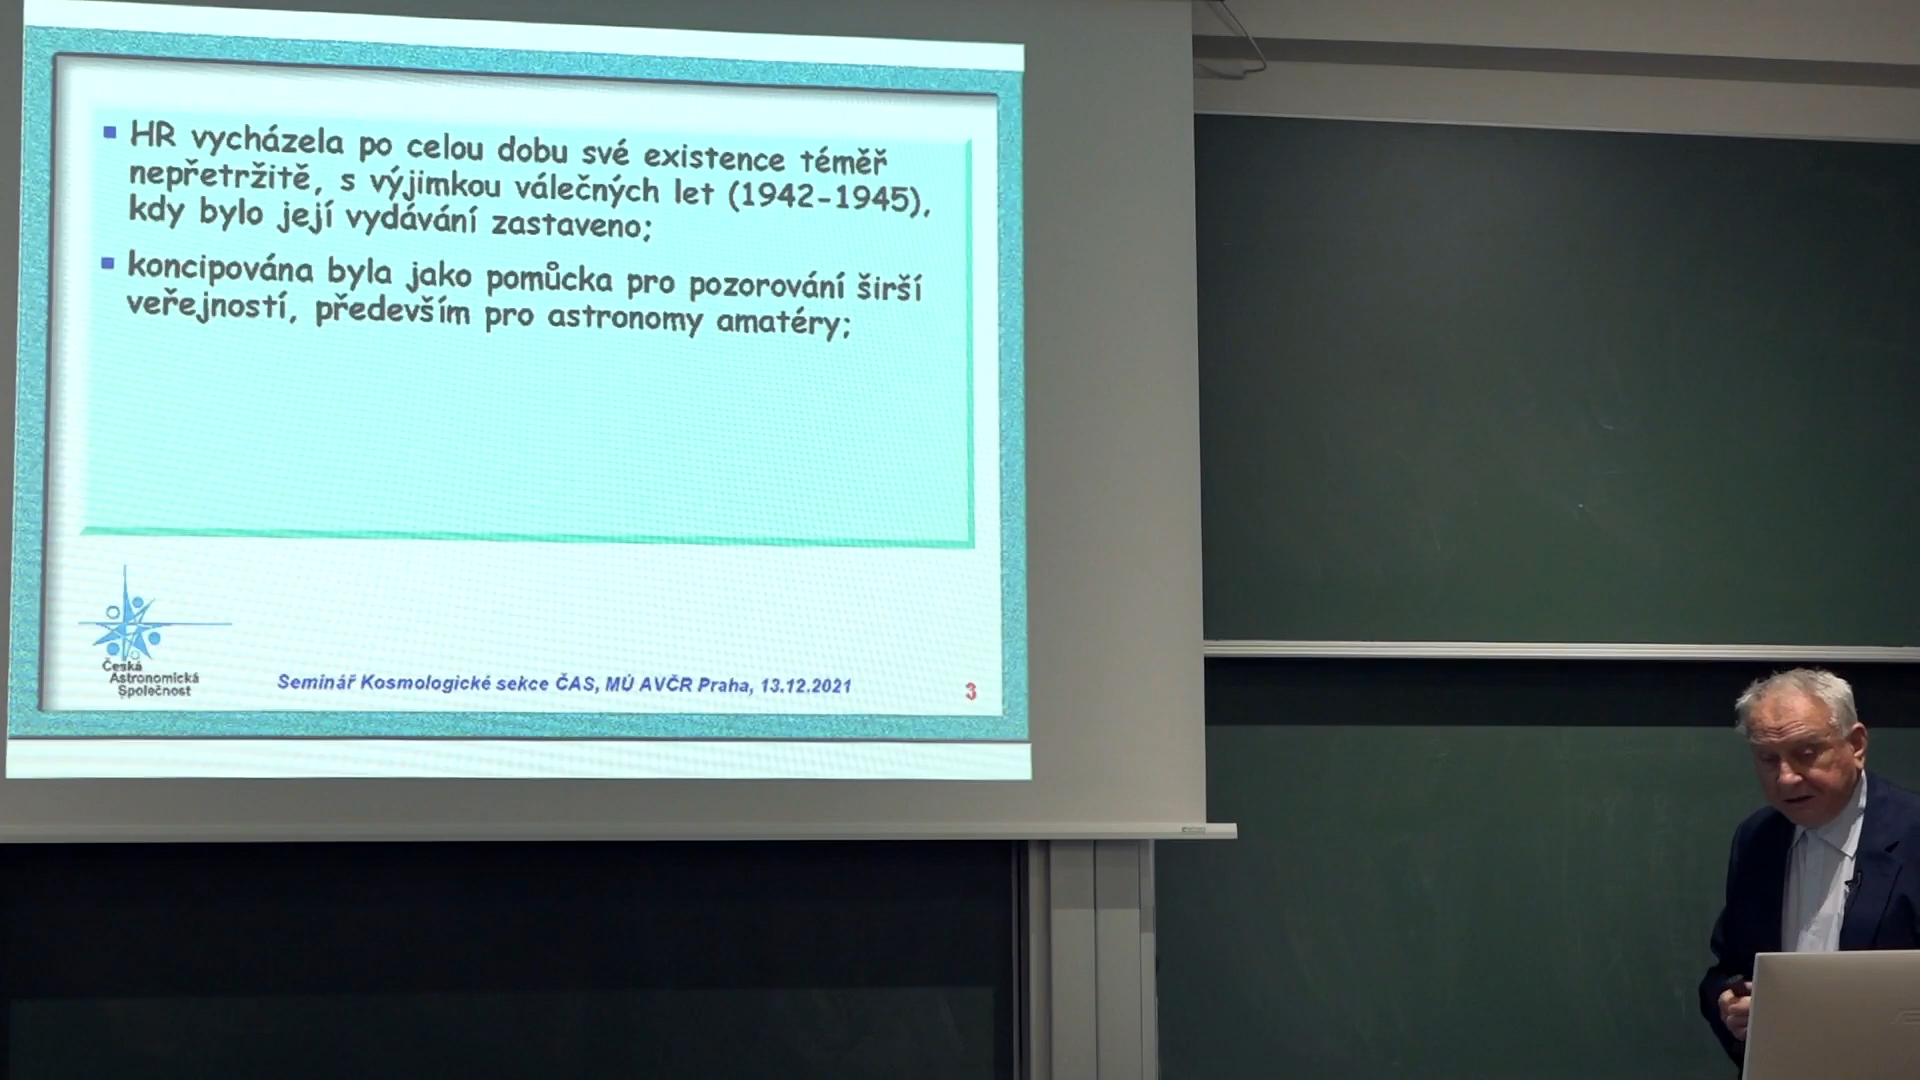 HR vycházela po celou dobu své existence téměř
nepřetržitě, s výjimkou válečných let (1942-1945),
kdy bylo její vydávání zastaveno;
koncipována byla jako pomůcka pro pozorování širší
veřejností, především pro astronomy amatéry;
Česká
Astronomická
Společnost
Seminář Kosmologické sekce ČAS, MÚ AVČR Praha, 13.12.2021
3